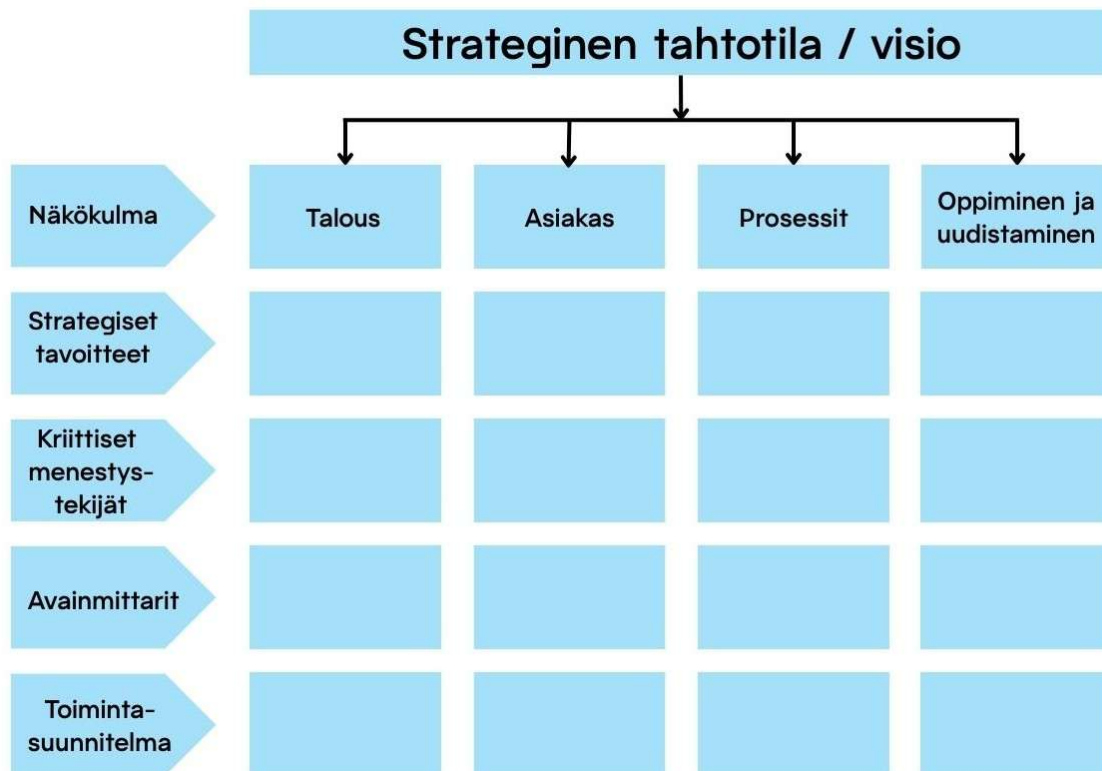 Strateginen tahtotila / visio
Näkökulma
Talous
Asiakas
Prosessit
Oppiminen ja
uudistaminen
Strategiset
tavoitteet
Kriittiset
menestys-
tekijät
Avainmittarit
Toiminta-
suunnitelma